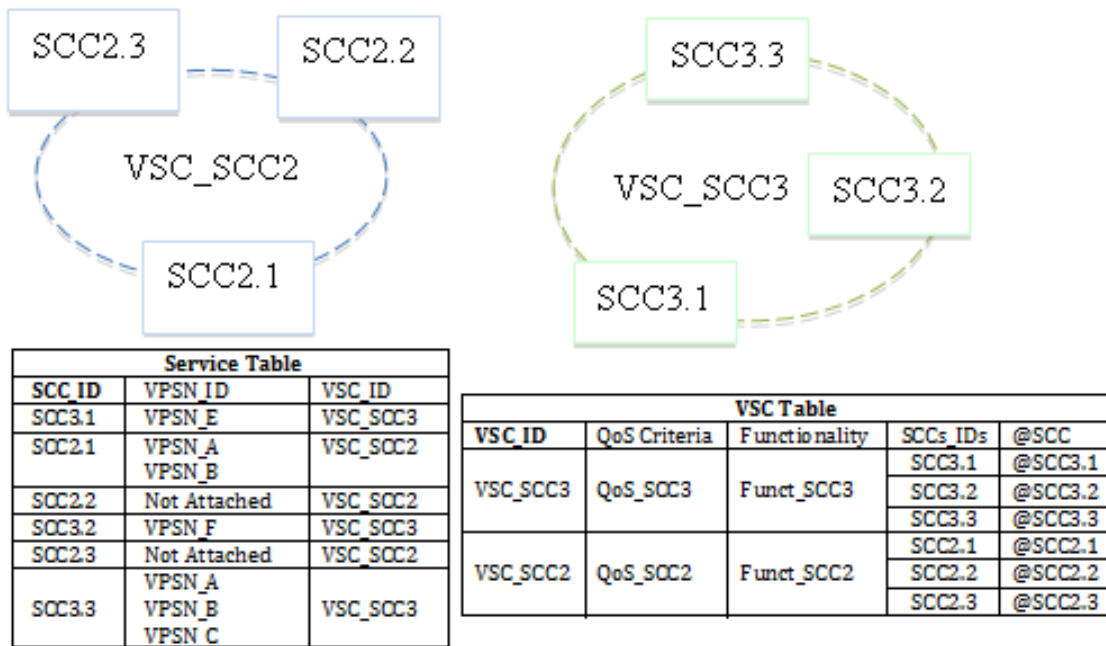 SCC2.3
SCC2.2
VSC_SCC2
SCC2.1
SCC3.3
VSC_SCC3
SCC3.2
SCC3.1
Service Table
SCC_ID VPSN_ID VSC_ID
SCC3.1 VPSN_E VSC_SCC3
SCC2.1 VPSN_A VSC_SCC2
VPSN_B
SCC2.2 Not Attached VSC_SCC2
SCC3.2 VPSN_F VSC_SCC3
SCC2.3 Not Attached VSC_SCC2
VPSN_A
SCC3.3 VPSN_B VSC_SCC3
VPSN_C
VSC Table
VSC_ID QoS Criteria Functionality SCCs_IDs @SCC
SCC3.1 @SCC3.1
VSC_SCC3 QoS_SCC3 Funct_SCC3 SCC3.2 @SCC3.2
SCC3.3 @SCC3.3
SCC2.1 @SCC2.1
VSC_SCC2 QoS_SCC2 Funct_SCC2 SCC2.2 @SCC2.2
SCC2.3 @SCC2.3